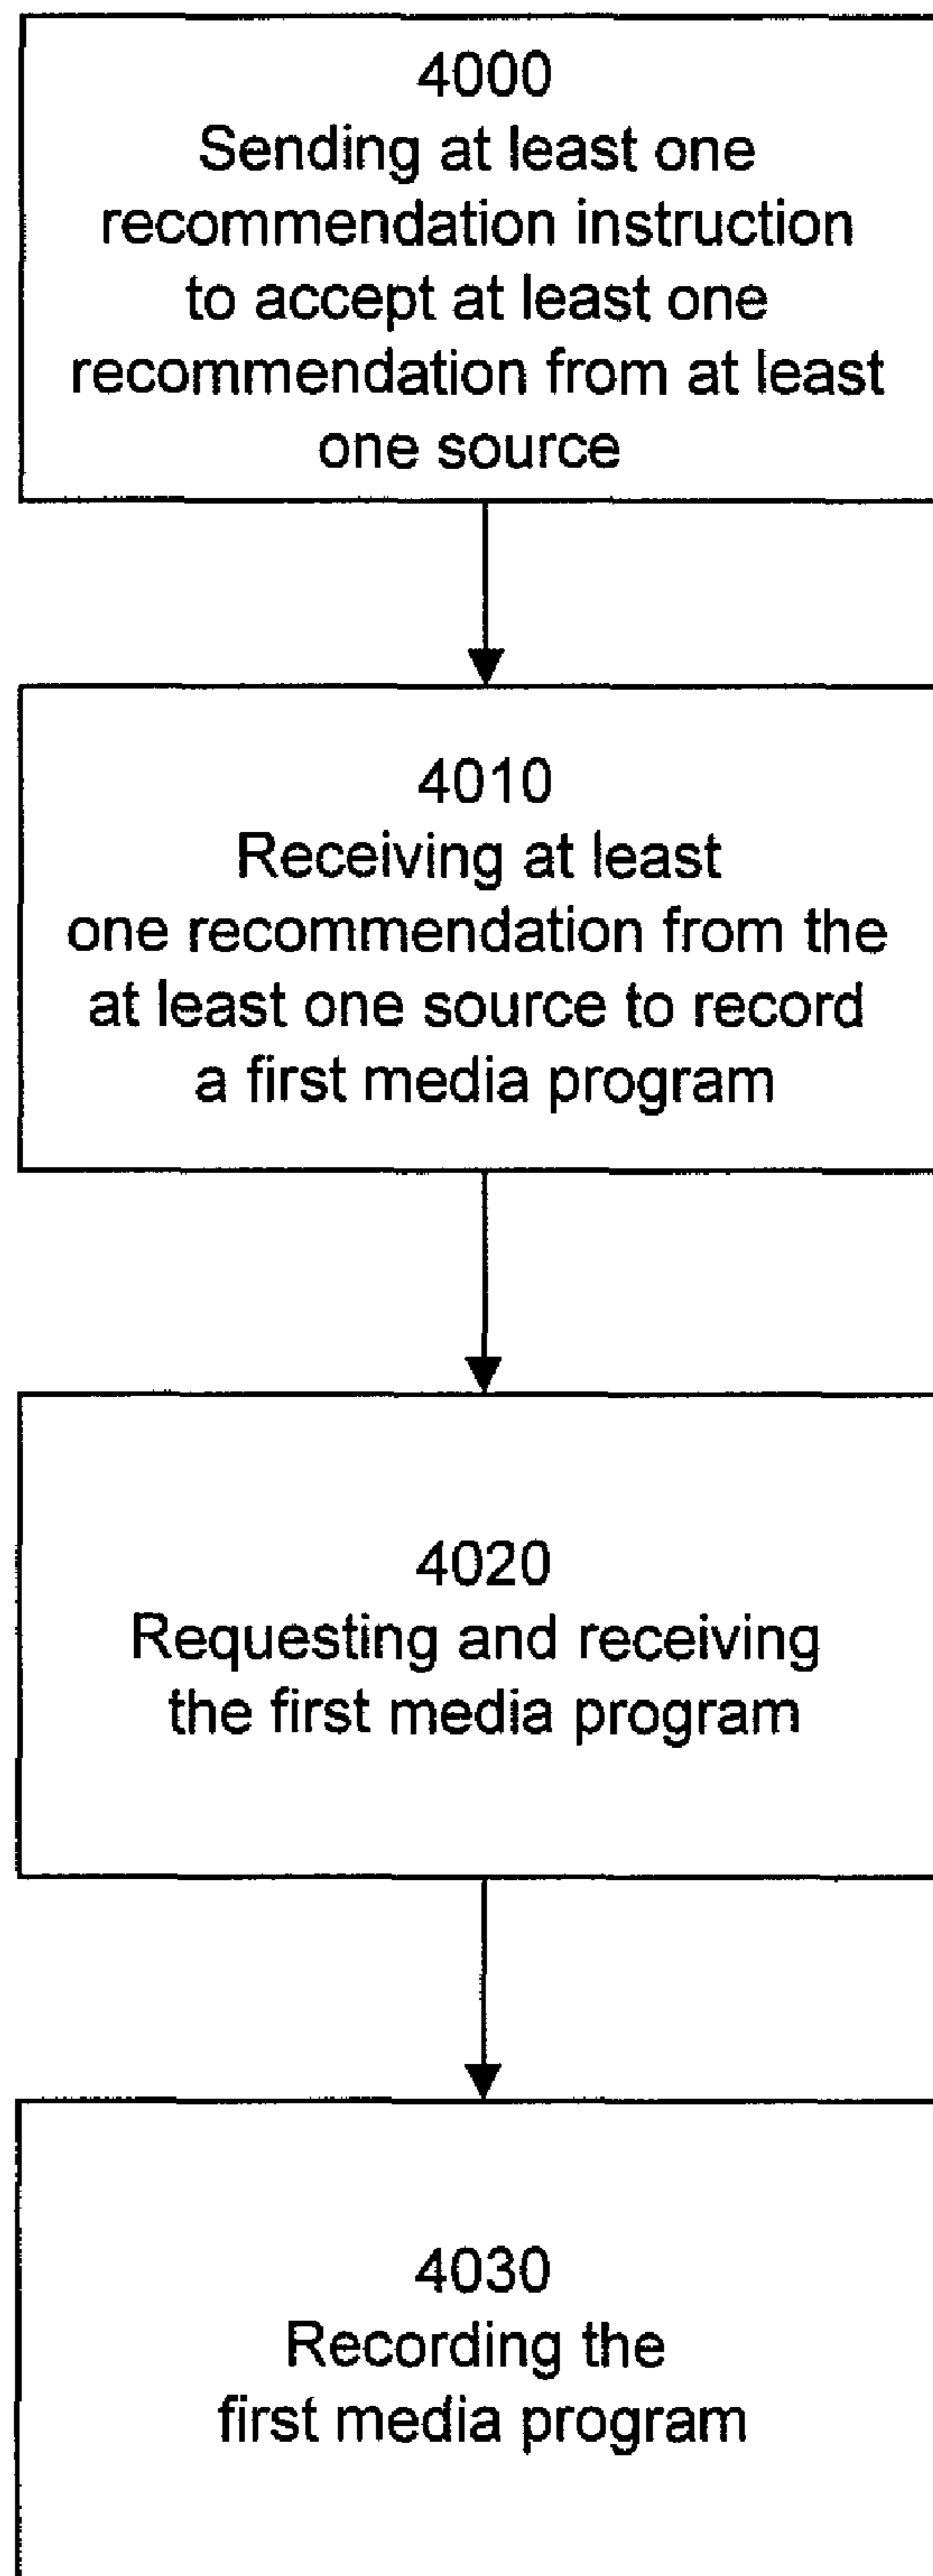 4000
Sending at least one
recommendation instruction
to accept at least one
recommendation from at least
one source
4010
Receiving at least
one recommendation from the
at least one source to record
a first media program
4020
Requesting and receiving
the first media program
4030
Recording the
first media program